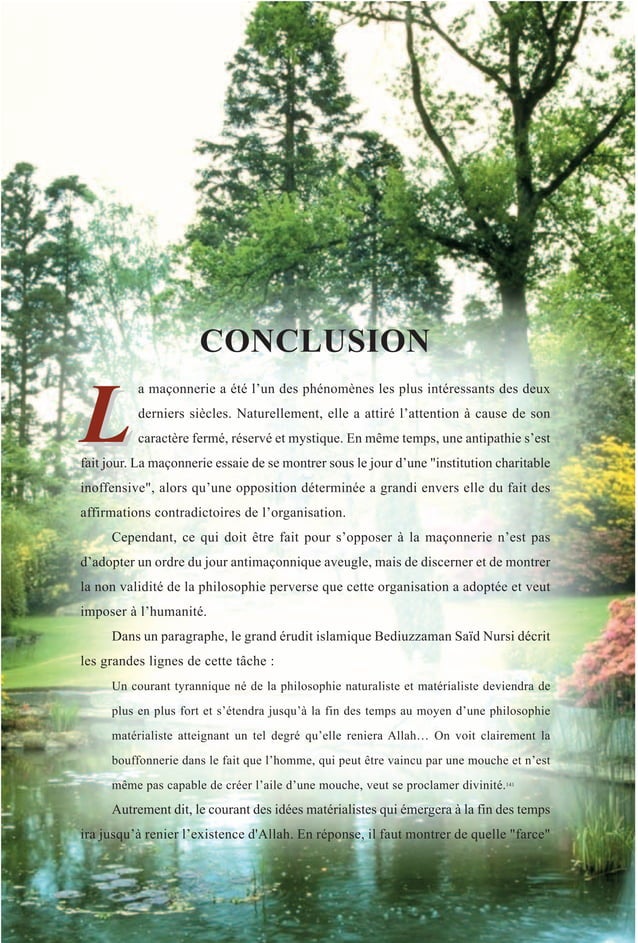 CONCLUSION
La maçonnerie a été l’un des phénomènes les plus intéressants des deux
derniers siècles. Naturellement, elle a attiré l’attention à cause de son
caractère fermé, réservé et mystique. En même temps, une antipathie s’est
fait jour. La maçonnerie essaie de se montrer sous le jour d’une "institution charitable
inoffensive", alors qu’une opposition déterminée a grandi envers elle du fait des
affirmations contradictoires de l’organisation.
Cependant, ce qui doit être fait pour s’opposer à la maçonnerie n’est pas
d’adopter un ordre du jour antimaçonnique aveugle, mais de discerner et de montrer
la non validité de la philosophie perverse que cette organisation a adoptée et veut
imposer à l’humanité.
Dans un paragraphe, le grand érudit islamique Bediuzzaman Saïd Nursi décrit
les grandes lignes de cette tâche :
Un courant tyrannique né de la philosophie naturaliste et matérialiste deviendra de
plus en plus fort et s’étendra jusqu’à la fin des temps au moyen d’une philosophie
matérialiste atteignant un tel degré qu’elle reniera Allah… On voit clairement la
bouffonnerie dans le fait que l’homme, qui peut être vaincu par une mouche et n’est
même pas capable de créer l’aile d’une mouche, veut se proclamer divinité.141
Autrement dit, le courant des idées matérialistes qui émergera à la fin des temps
ira jusqu’à renier l’existence d'Allah. En réponse, il faut montrer de quelle "farce"